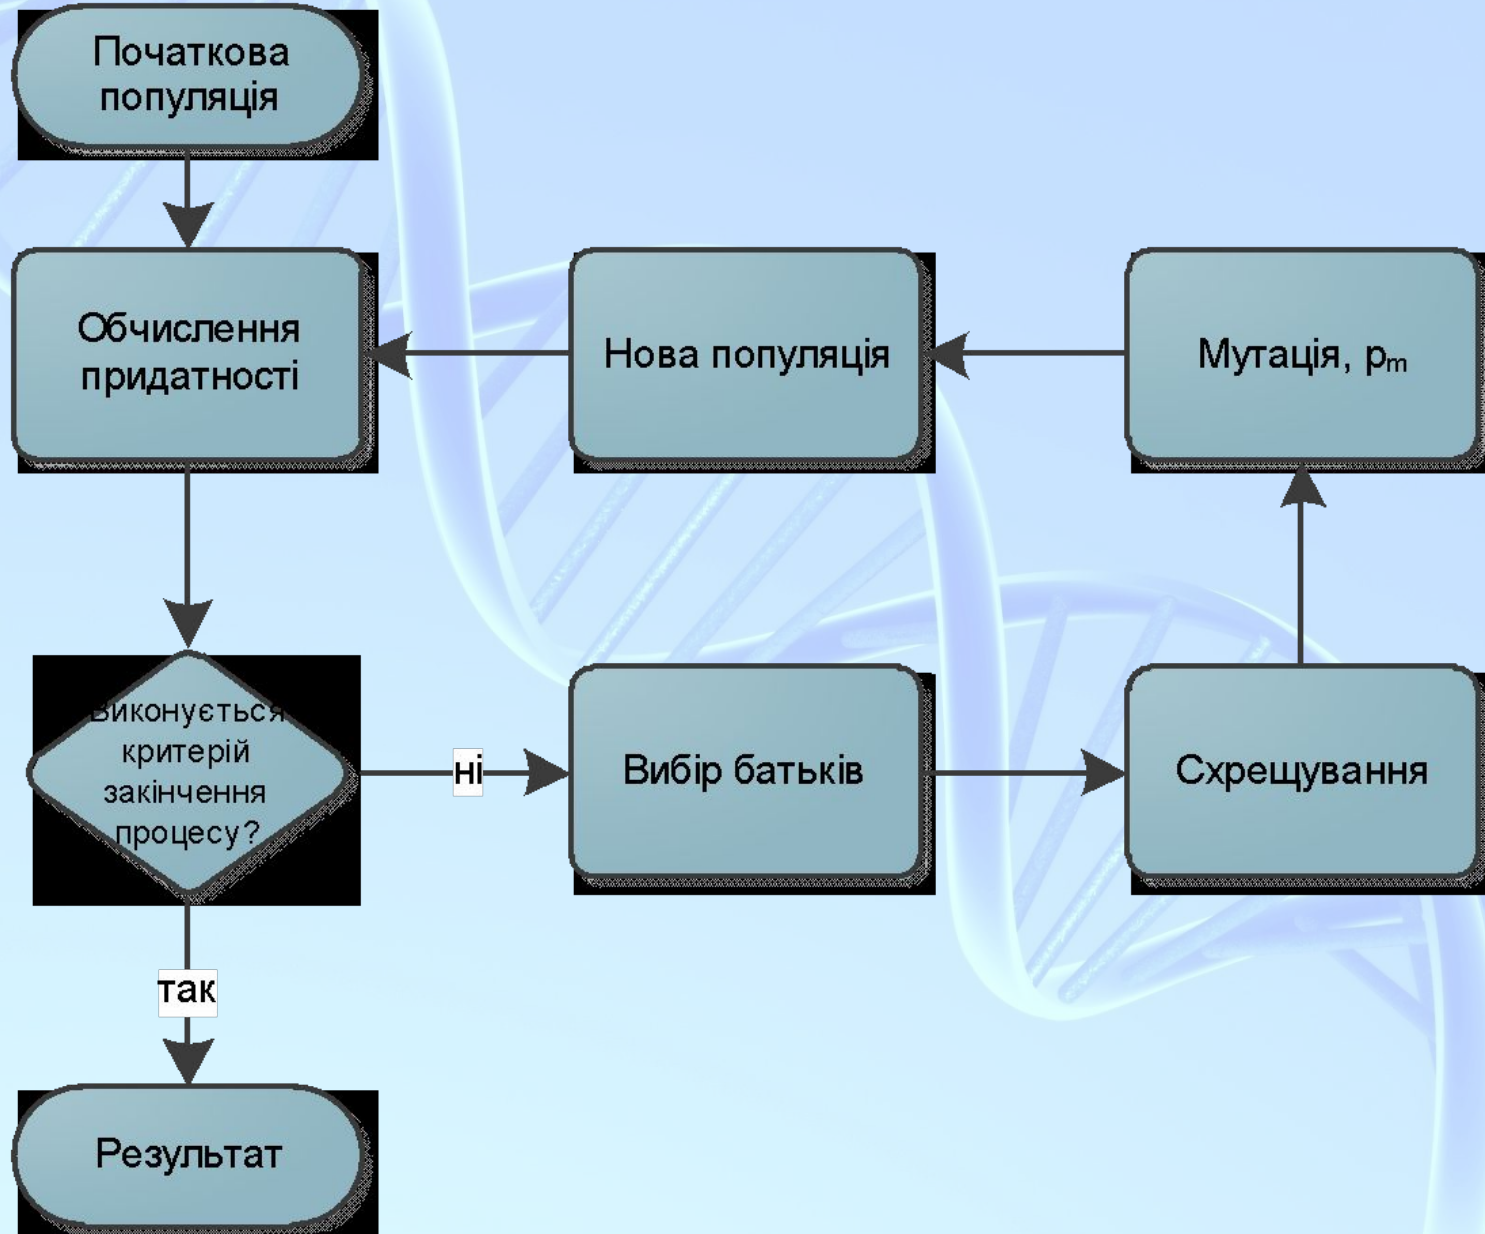 Початкова
популяція
Обчислення
придатності
Нова популяція
Мутація, pₘ
Виконується
критерій
закінчення
процесу?
ні
Вибір батьків
Схрещування
так
Результат